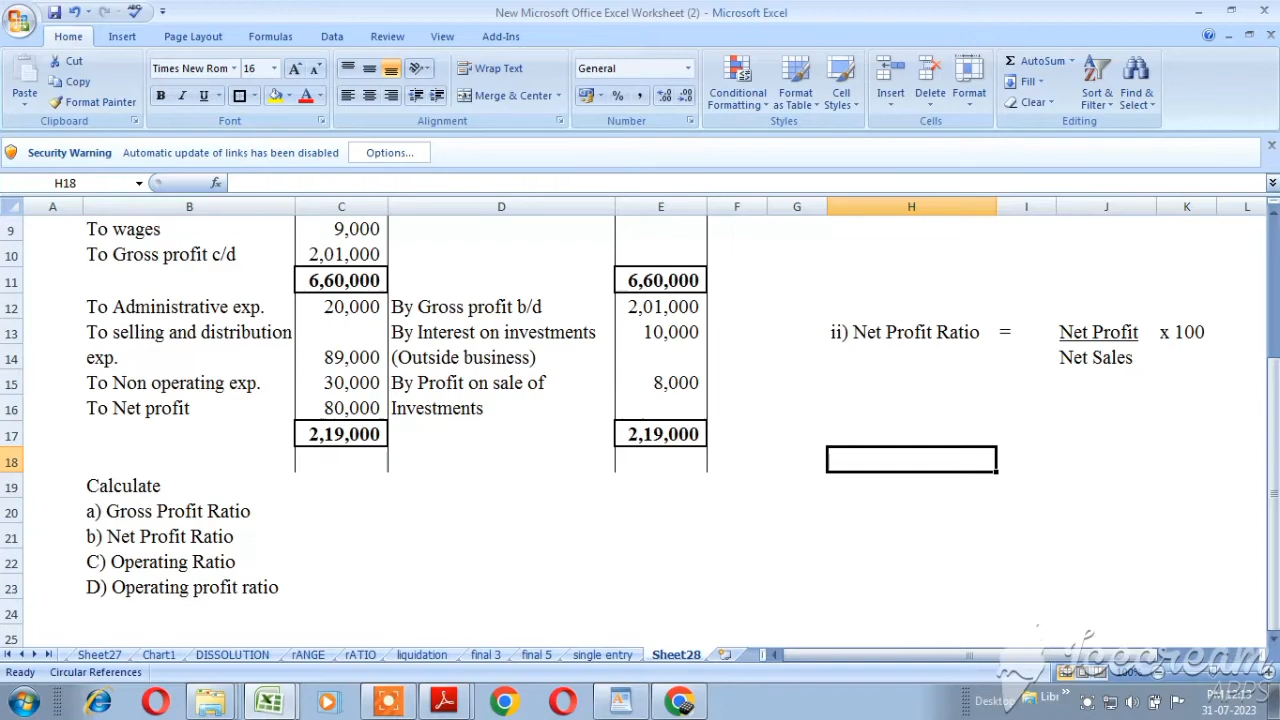 New Microsoft Office Excel Worksheet (2) - Microsoft Excel
Home Insert Page Layout Formulas Data Review View Add-Ins
Paste Cut Copy Format Painter
Clipboard
Times New Rom 16
B I U A
Font
Wrap Text
Merge & Center
Alignment
General
% ,
Number
Conditional Formatting Format as Table Cell Styles
Styles
Insert Delete Format
Cells
Σ AutoSum Fill Clear Sort & Filter Find & Select
Editing
Security Warning Automatic update of links has been disabled Options...
H18 fx
A B C D E F G H I J K L
9 To wages 9,000
10 To Gross profit c/d 2,01,000
11 6,60,000 6,60,000
12 To Administrative exp. 20,000 By Gross profit b/d 2,01,000
13 To selling and distribution By Interest on investments 10,000 ii) Net Profit Ratio = Net Profit x 100
14 exp. 89,000 (Outside business) Net Sales
15 To Non operating exp. 30,000 By Profit on sale of 8,000
16 To Net profit 80,000 Investments
17 2,19,000 2,19,000
18
19 Calculate
20 a) Gross Profit Ratio
21 b) Net Profit Ratio
22 C) Operating Ratio
23 D) Operating profit ratio
24
25
Sheet27 Chart1 DISSOLUTION rANGE rATIO liquidation final 3 final 5 single entry Sheet28
Ready Circular References 100%
Desktop Libr »
31-07-2023
Icecream
APPS